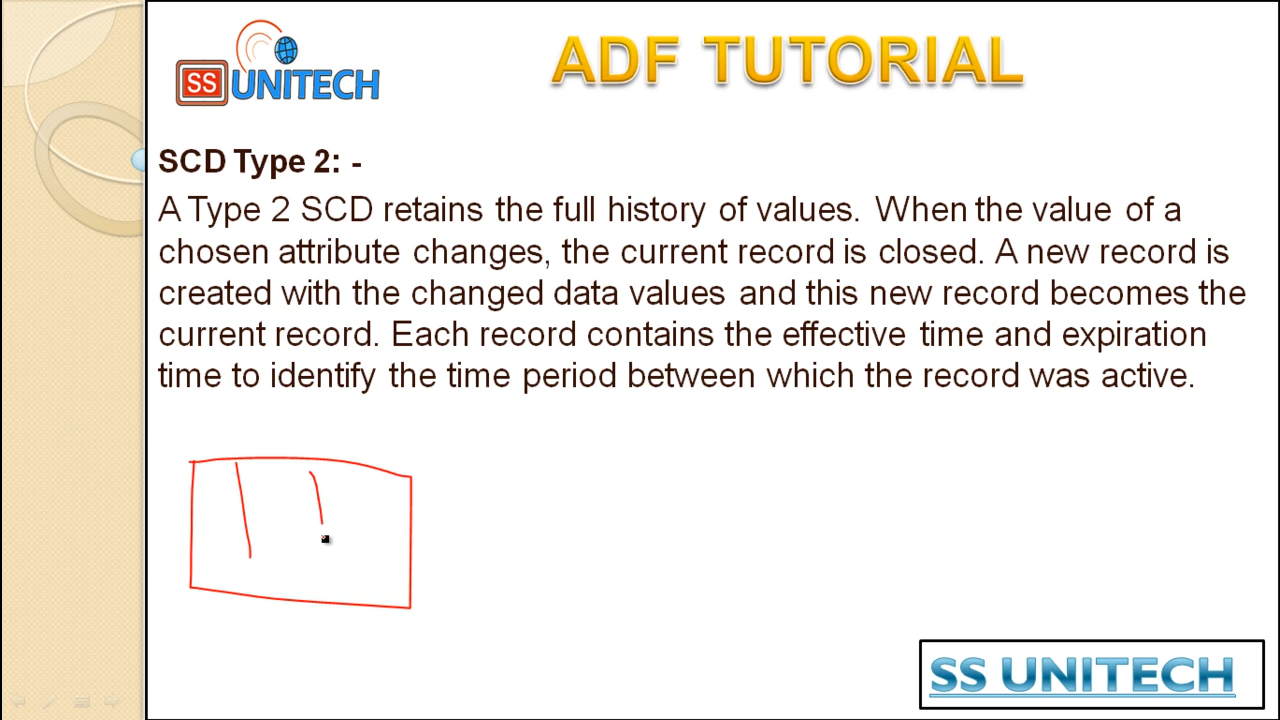 SS UNITECH
ADF TUTORIAL
SCD Type 2: -
A Type 2 SCD retains the full history of values. When the value of a
chosen attribute changes, the current record is closed. A new record is
created with the changed data values and this new record becomes the
current record. Each record contains the effective time and expiration
time to identify the time period between which the record was active.
SS UNITECH